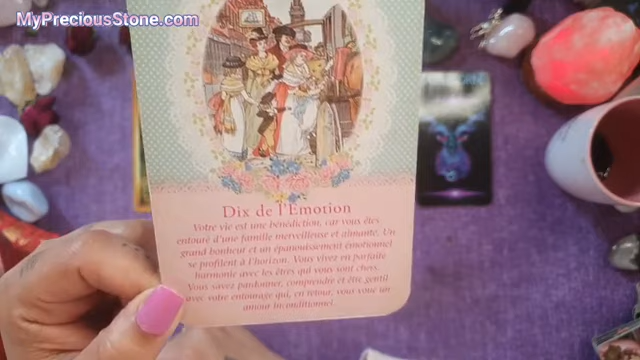 MyPreciousStone.com
Dix de l'Émotion
Votre vie est une bénédiction, car vous êtes
entouré d'une famille merveilleuse et aimante. Un
grand bonheur et un épanouissement émotionnel
se profilent à l'horizon. Vous vivez en parfaite
harmonie avec les êtres qui vous sont chers.
Vous savez pardonner, comprendre et être gentil
avec votre entourage qui, en retour, vous voue un
amour inconditionnel.